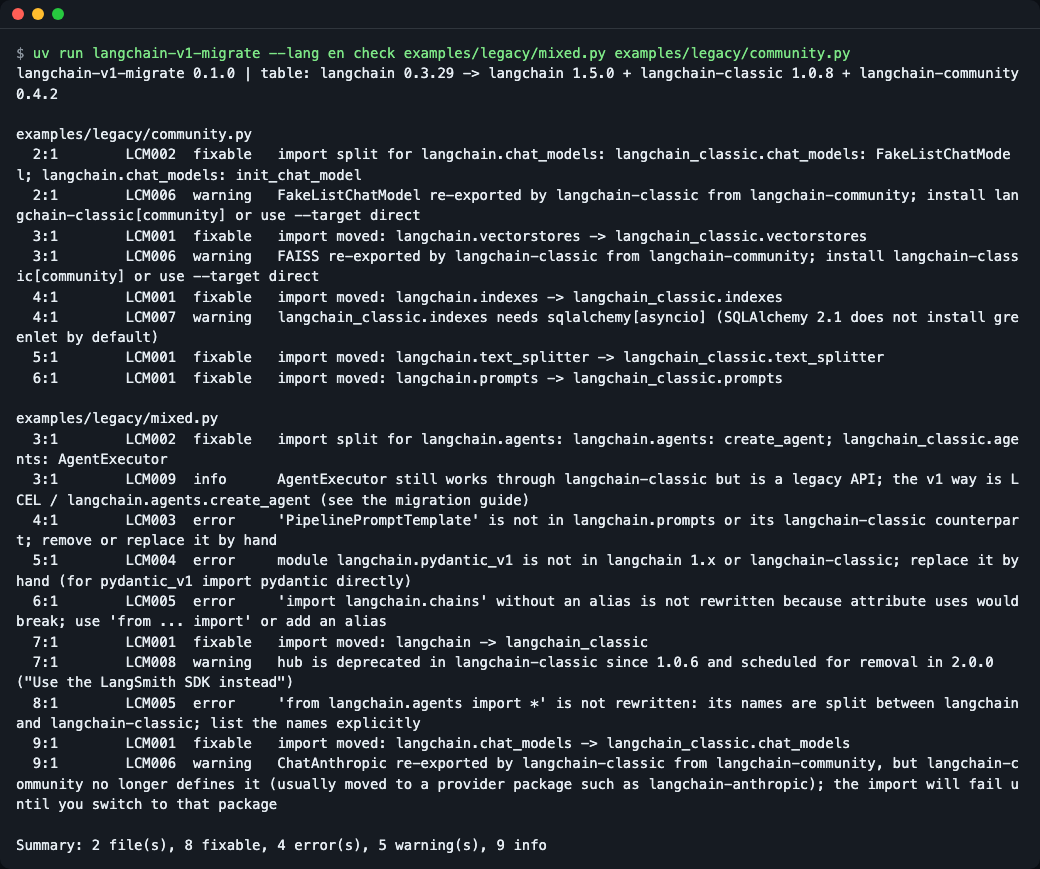 $ uv run langchain-v1-migrate --lang en check examples/legacy/mixed.py examples/legacy/community.py
langchain-v1-migrate 0.1.0 | table: langchain 0.3.29 -> langchain 1.5.0 + langchain-classic 1.0.8 + langchain-community
0.4.2
examples/legacy/community.py
  2:1        LCM002  fixable   import split for langchain.chat_models: langchain_classic.chat_models: FakeListChatMode
l; langchain.chat_models: init_chat_model
  2:1        LCM006  warning   FakeListChatModel re-exported by langchain-classic from langchain-community; install lan
gchain-classic[community] or use --target direct
  3:1        LCM001  fixable   import moved: langchain.vectorstores -> langchain_classic.vectorstores
  3:1        LCM006  warning   FAISS re-exported by langchain-classic from langchain-community; install langchain-class
ic[community] or use --target direct
  4:1        LCM001  fixable   import moved: langchain.indexes -> langchain_classic.indexes
  4:1        LCM007  warning   langchain_classic.indexes needs sqlalchemy[asyncio] (SQLAlchemy 2.1 does not install gre
enlet by default)
  5:1        LCM001  fixable   import moved: langchain.text_splitter -> langchain_classic.text_splitter
  6:1        LCM001  fixable   import moved: langchain.prompts -> langchain_classic.prompts
examples/legacy/mixed.py
  3:1        LCM002  fixable   import split for langchain.agents: langchain.agents: create_agent; langchain_classic.age
nts: AgentExecutor
  3:1        LCM009  info      AgentExecutor still works through langchain-classic but is a legacy API; the v1 way is L
CEL / langchain.agents.create_agent (see the migration guide)
  4:1        LCM003  error     'PipelinePromptTemplate' is not in langchain.prompts or its langchain-classic counterpar
t; remove or replace it by hand
  5:1        LCM004  error     module langchain.pydantic_v1 is not in langchain 1.x or langchain-classic; replace it by
hand (for pydantic_v1 import pydantic directly)
  6:1        LCM005  error     'import langchain.chains' without an alias is not rewritten because attribute uses would
break; use 'from ... import' or add an alias
  7:1        LCM001  fixable   import moved: langchain -> langchain_classic
  7:1        LCM008  warning   hub is deprecated in langchain-classic since 1.0.6 and scheduled for removal in 2.0.0
("Use the LangSmith SDK instead")
  8:1        LCM005  error     'from langchain.agents import *' is not rewritten: its names are split between langchain
and langchain-classic; list the names explicitly
  9:1        LCM001  fixable   import moved: langchain.chat_models -> langchain_classic.chat_models
  9:1        LCM006  warning   ChatAnthropic re-exported by langchain-classic from langchain-community, but langchain-c
ommunity no longer defines it (usually moved to a provider package such as langchain-anthropic); the import will fail u
ntil you switch to that package
Summary: 2 file(s), 8 fixable, 4 error(s), 5 warning(s), 9 info